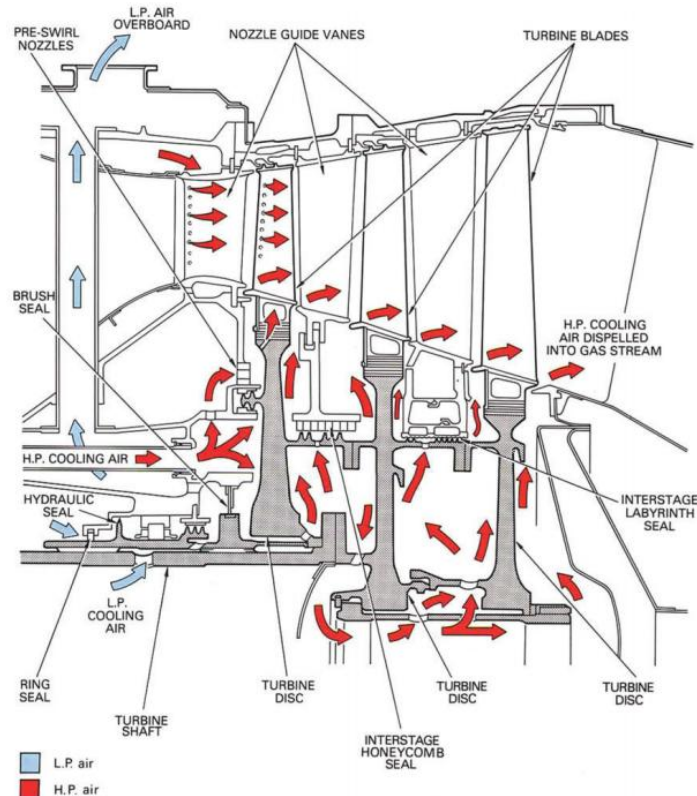 L.P. AIR
OVERBOARD
PRE-SWIRL
NOZZLES
NOZZLE GUIDE VANES
TURBINE BLADES
BRUSH
SEAL
H.P. COOLING
AIR DISPELLED
INTO GAS STREAM
H.P. COOLING AIR
HYDRAULIC
SEAL
INTERSTAGE
LABYRINTH
SEAL
L.P.
COOLING
AIR
RING
SEAL
TURBINE
SHAFT
TURBINE
DISC
INTERSTAGE
HONEYCOMB
SEAL
TURBINE
DISC
TURBINE
DISC
L.P. air
H.P. air